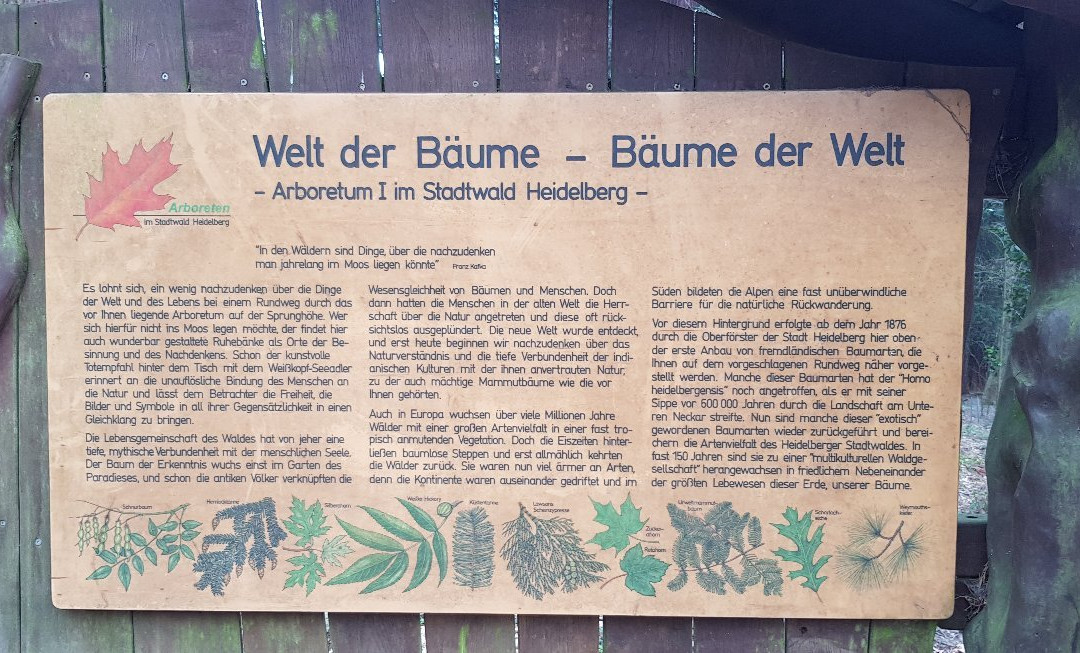 Welt der Bäume – Bäume der Welt
– Arboretum I im Stadtwald Heidelberg –
Arboreten
im Stadtwald Heidelberg
"In den Wäldern sind Dinge, über die nachzudenken
man jahrelang im Moos liegen könnte" Franz Kafka
Es lohnt sich, ein wenig nachzudenken über die Dinge
der Welt und des Lebens bei einem Rundweg durch das
vor Ihnen liegende Arboretum auf der Sprunghöhe. Wer
sich hierfür nicht ins Moos legen möchte, der findet hier
auch wunderbar gestaltete Ruhebänke als Orte der Be-
sinnung und des Nachdenkens. Schon der kunstvolle
Totempfahl hinter dem Tisch mit dem Weißkopf-Seeadler
erinnert an die unauflösliche Bindung des Menschen an
die Natur und lässt dem Betrachter die Freiheit, die
Bilder und Symbole in all ihrer Gegensätzlichkeit in einen
Gleichklang zu bringen.
Die Lebensgemeinschaft des Waldes hat von jeher eine
tiefe, mythische Verbundenheit mit der menschlichen Seele.
Der Baum der Erkenntnis wuchs einst im Garten des
Paradieses, und schon die antiken Völker verknüpften die
Wesensgleichheit von Bäumen und Menschen. Doch
dann hatten die Menschen in der alten Welt die Herr-
schaft über die Natur angetreten und diese oft rück-
sichtslos ausgeplündert. Die neue Welt wurde entdeckt,
und erst heute beginnen wir nachzudenken über das
Naturverständnis und die tiefe Verbundenheit der indi-
anischen Kulturen mit der ihnen anvertrauten Natur,
zu der auch mächtige Mammutbäume wie die vor
Ihnen gehörten.
Auch in Europa wuchsen über viele Millionen Jahre
Wälder mit einer großen Artenvielfalt in einer fast tro-
pisch anmutenden Vegetation. Doch die Eiszeiten hinter-
ließen baumlose Steppen und erst allmählich kehrten
die Wälder zurück. Sie waren nun viel ärmer an Arten,
denn die Kontinente waren auseinander gedriftet und im
Süden bildeten die Alpen eine fast unüberwindliche
Barriere für die natürliche Rückwanderung.
Vor diesem Hintergrund erfolgte ab dem Jahr 1876
durch die Oberförster der Stadt Heidelberg hier oben
der erste Anbau von fremdländischen Baumarten, die
Ihnen auf dem vorgeschlagenen Rundweg näher vorge-
stellt werden. Manche dieser Baumarten hat der "Homo
heidelbergensis" noch angetroffen, als er mit seiner
Sippe vor 600 000 Jahren durch die Landschaft am Unte-
ren Neckar streifte. Nun sind manche dieser "exotisch"
gewordenen Baumarten wieder zurückgeführt und berei-
chern die Artenvielfalt des Heidelberger Stadtwaldes. In
fast 150 Jahren sind sie zu einer "multikulturellen Waldge-
sellschaft" herangewachsen in friedlichem Nebeneinander
der größten Lebewesen dieser Erde, unserer Bäume.
Schnurbaum
Hemlocktanne
Silberahorn
Weiße Hickory
Küstentanne
Lawsons
Scheinzypresse
Zucker-
ahorn
Rotahorn
Urweltmammut-
baum
Scharlach-
eiche
Weymouths-
kiefer